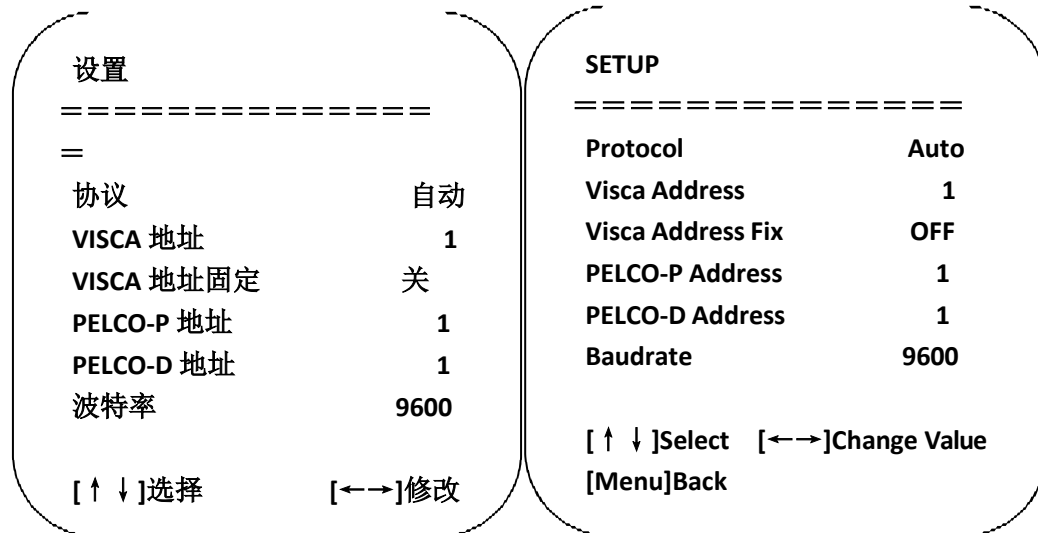 设置
==============
=
协议 自动
VISCA 地址 1
VISCA 地址固定 关
PELCO-P 地址 1
PELCO-D 地址 1
波特率 9600
[↑↓]选择 [←→]修改
SETUP
==============
Protocol Auto
Visca Address 1
Visca Address Fix OFF
PELCO-P Address 1
PELCO-D Address 1
Baudrate 9600
[↑↓]Select [←→]Change Value
[Menu]Back